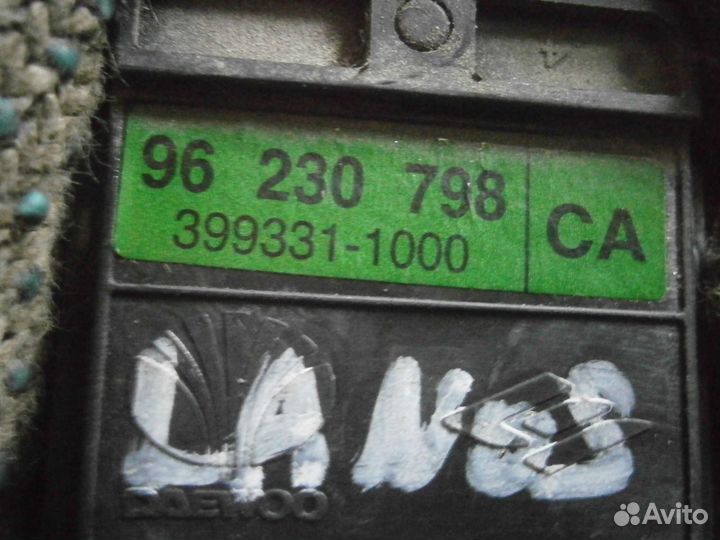 96 230 798 CA
399331-1000
LANOS
DAEWOO
Avito